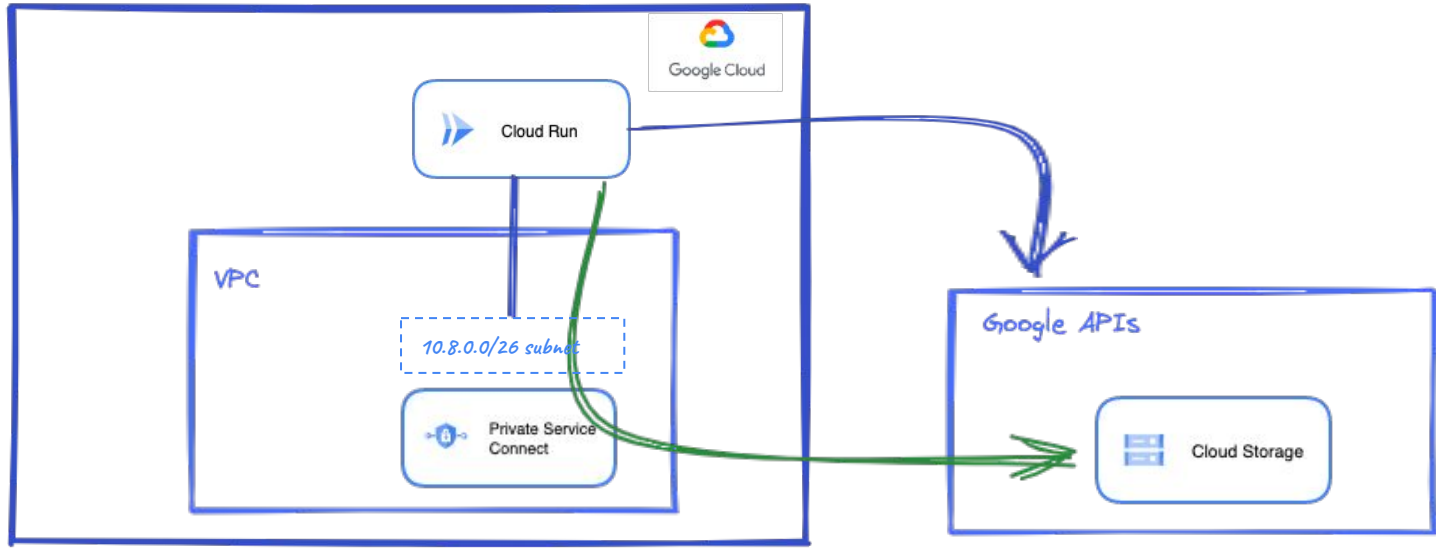 Google Cloud
Cloud Run
VPC
10.8.0.0/26 subnet
Private Service
Connect
Google APIs
Cloud Storage